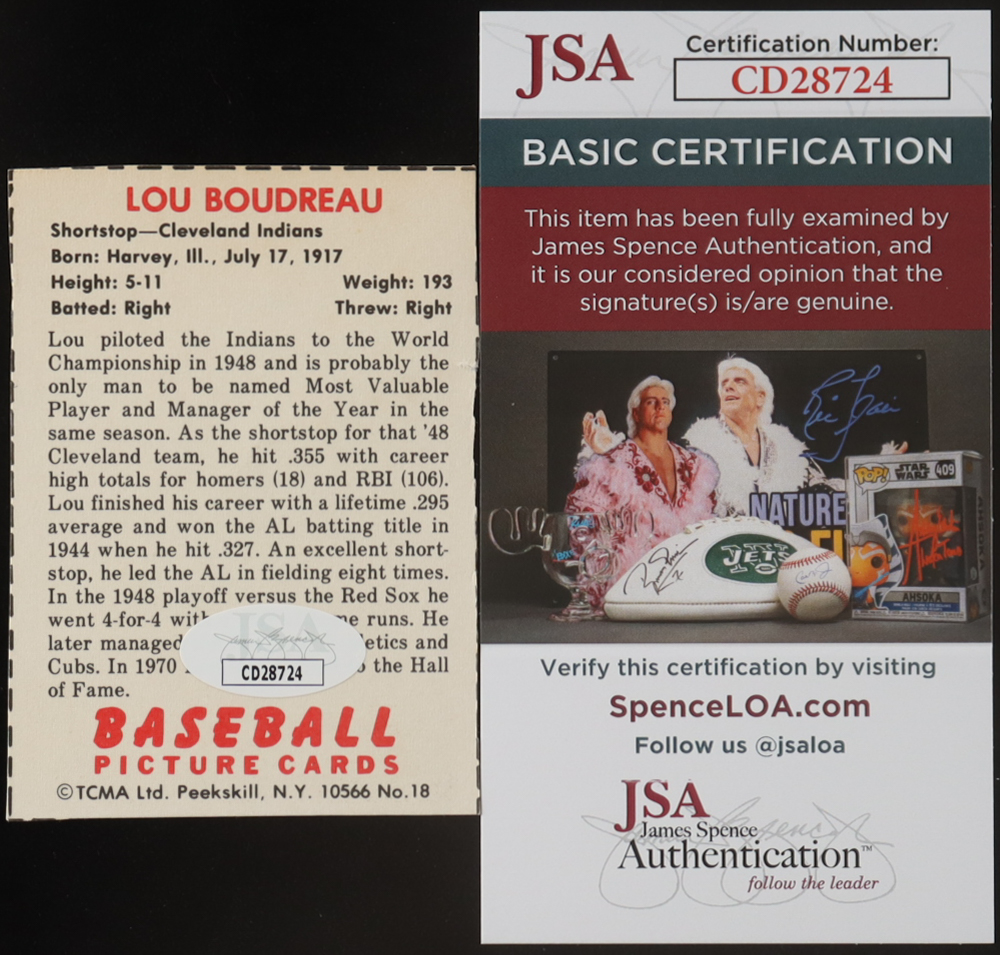 LOU BOUDREAU
Shortstop—Cleveland Indians
Born: Harvey, Ill., July 17, 1917
Height: 5-11 Weight: 193
Batted: Right Threw: Right
Lou piloted the Indians to the World
Championship in 1948 and is probably the
only man to be named Most Valuable
Player and Manager of the Year in the
same season. As the shortstop for that '48
Cleveland team, he hit .355 with career
high totals for homers (18) and RBI (106).
Lou finished his career with a lifetime .295
average and won the AL batting title in
1944 when he hit .327. An excellent short-
stop, he led the AL in fielding eight times.
In the 1948 playoff versus the Red Sox he
went 4-for-4 with runs. He
later managed etics and
Cubs. In 1970 the Hall
of Fame.
JSA
CD28724
BASEBALL
PICTURE CARDS
©TCMA Ltd. Peekskill, N.Y. 10566 No.18
JSA
Certification Number:
CD28724
BASIC CERTIFICATION
This item has been fully examined by
James Spence Authentication, and
it is our considered opinion that the
signature(s) is/are genuine.
NATURE
JETS
POP!
STAR
WARS
409
AHSOKA
Verify this certification by visiting
SpenceLOA.com
Follow us @jsaloa
JSA
James Spence
Authentication™
follow the leader